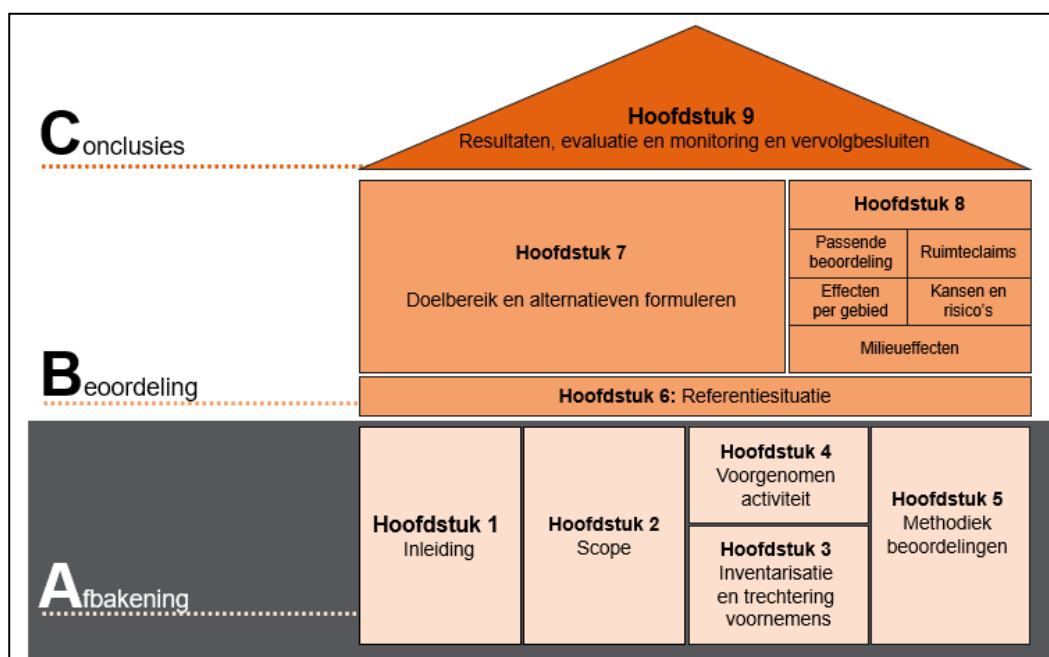 Conclusies
Hoofdstuk 9
Resultaten, evaluatie en monitoring en vervolgbesluiten
Hoofdstuk 7
Doelbereik en alternatieven formuleren
Hoofdstuk 8
Passende
beoordeling
Ruimteclaims
Effecten
per gebied
Kansen en
risico's
Milieueffecten
Beoordeling
Hoofdstuk 6: Referentiesituatie
Afbakening
Hoofdstuk 1
Inleiding
Hoofdstuk 2
Scope
Hoofdstuk 4
Voorgenomen
activiteit
Hoofdstuk 3
Inventarisatie
en trechtering
voornemens
Hoofdstuk 5
Methodiek
beoordelingen